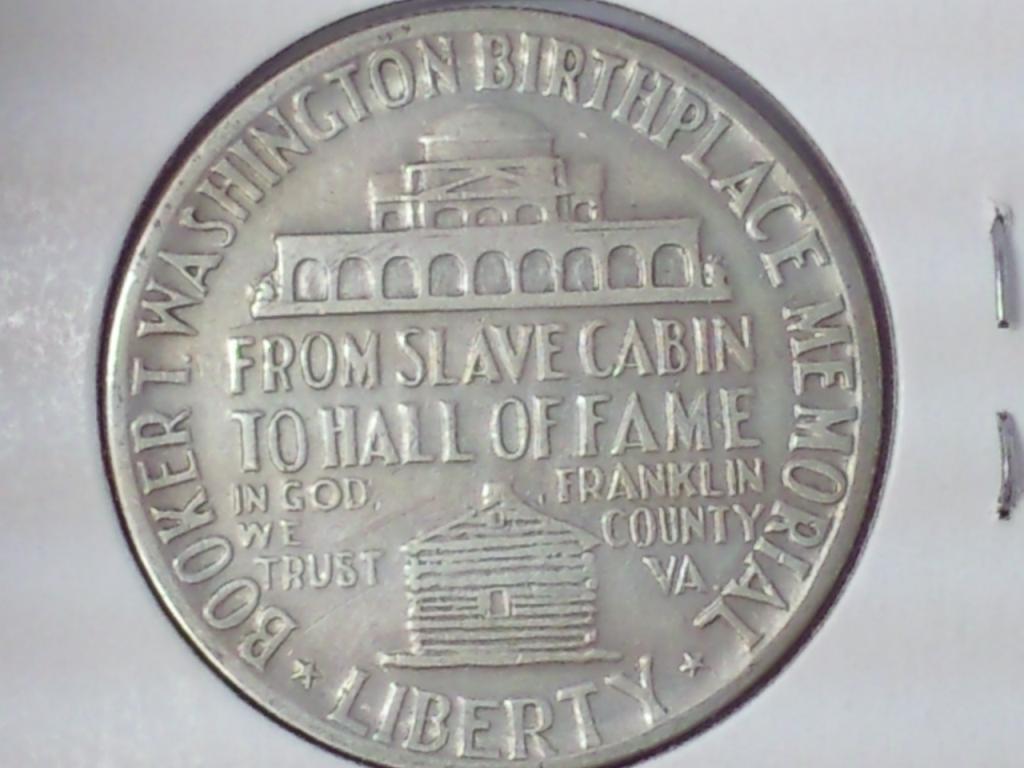 BOOKER T. WASHINGTON BIRTHPLACE MEMORIAL
FROM SLAVE CABIN
TO HALL OF FAME
IN GOD
WE
TRUST
FRANKLIN
COUNTY
VA.
LIBERTY